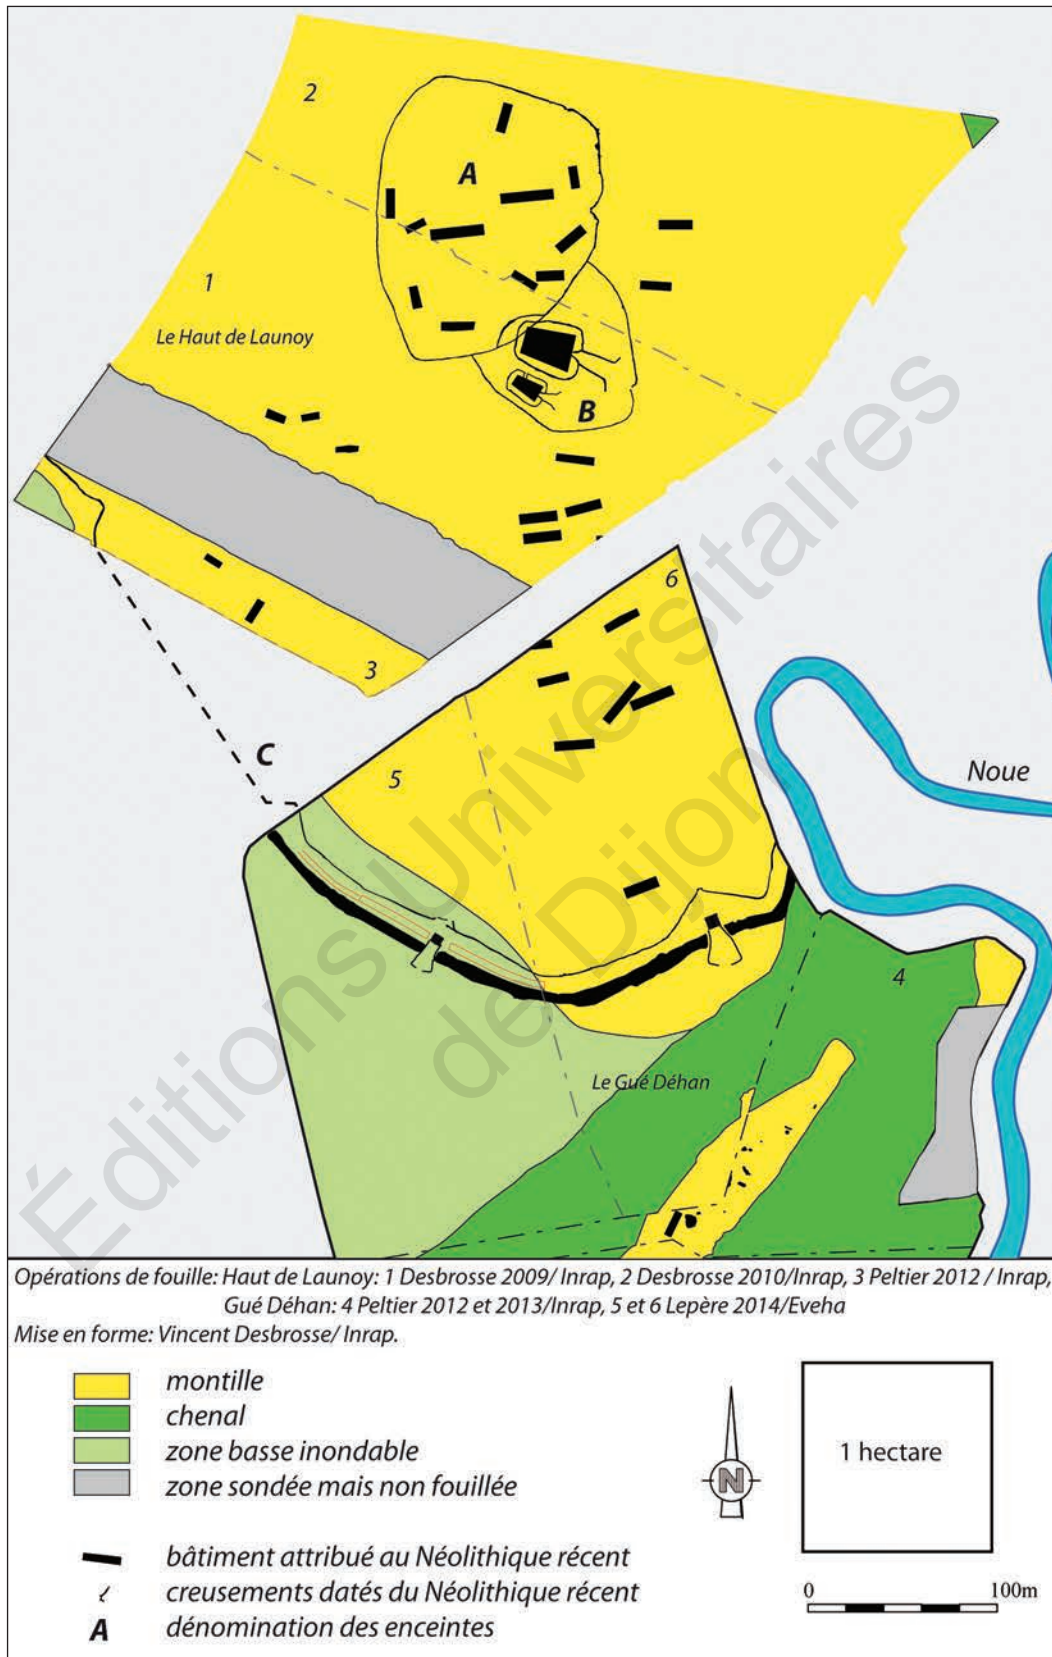 2
A
1
Le Haut de Launoy
B
6
3
C
5
Noue
4
Le Gué Déhan
Éditions Universitaires
de Dijon
Opérations de fouille: Haut de Launoy: 1 Desbrosse 2009/ Inrap, 2 Desbrosse 2010/Inrap, 3 Peltier 2012 / Inrap,
Gué Déhan: 4 Peltier 2012 et 2013/Inrap, 5 et 6 Lepère 2014/Eveha
Mise en forme: Vincent Desbrosse/ Inrap.
montille
chenal
zone basse inondable
zone sondée mais non fouillée
N
1 hectare
bâtiment attribué au Néolithique récent
creusements datés du Néolithique récent
A dénomination des enceintes
0 100m